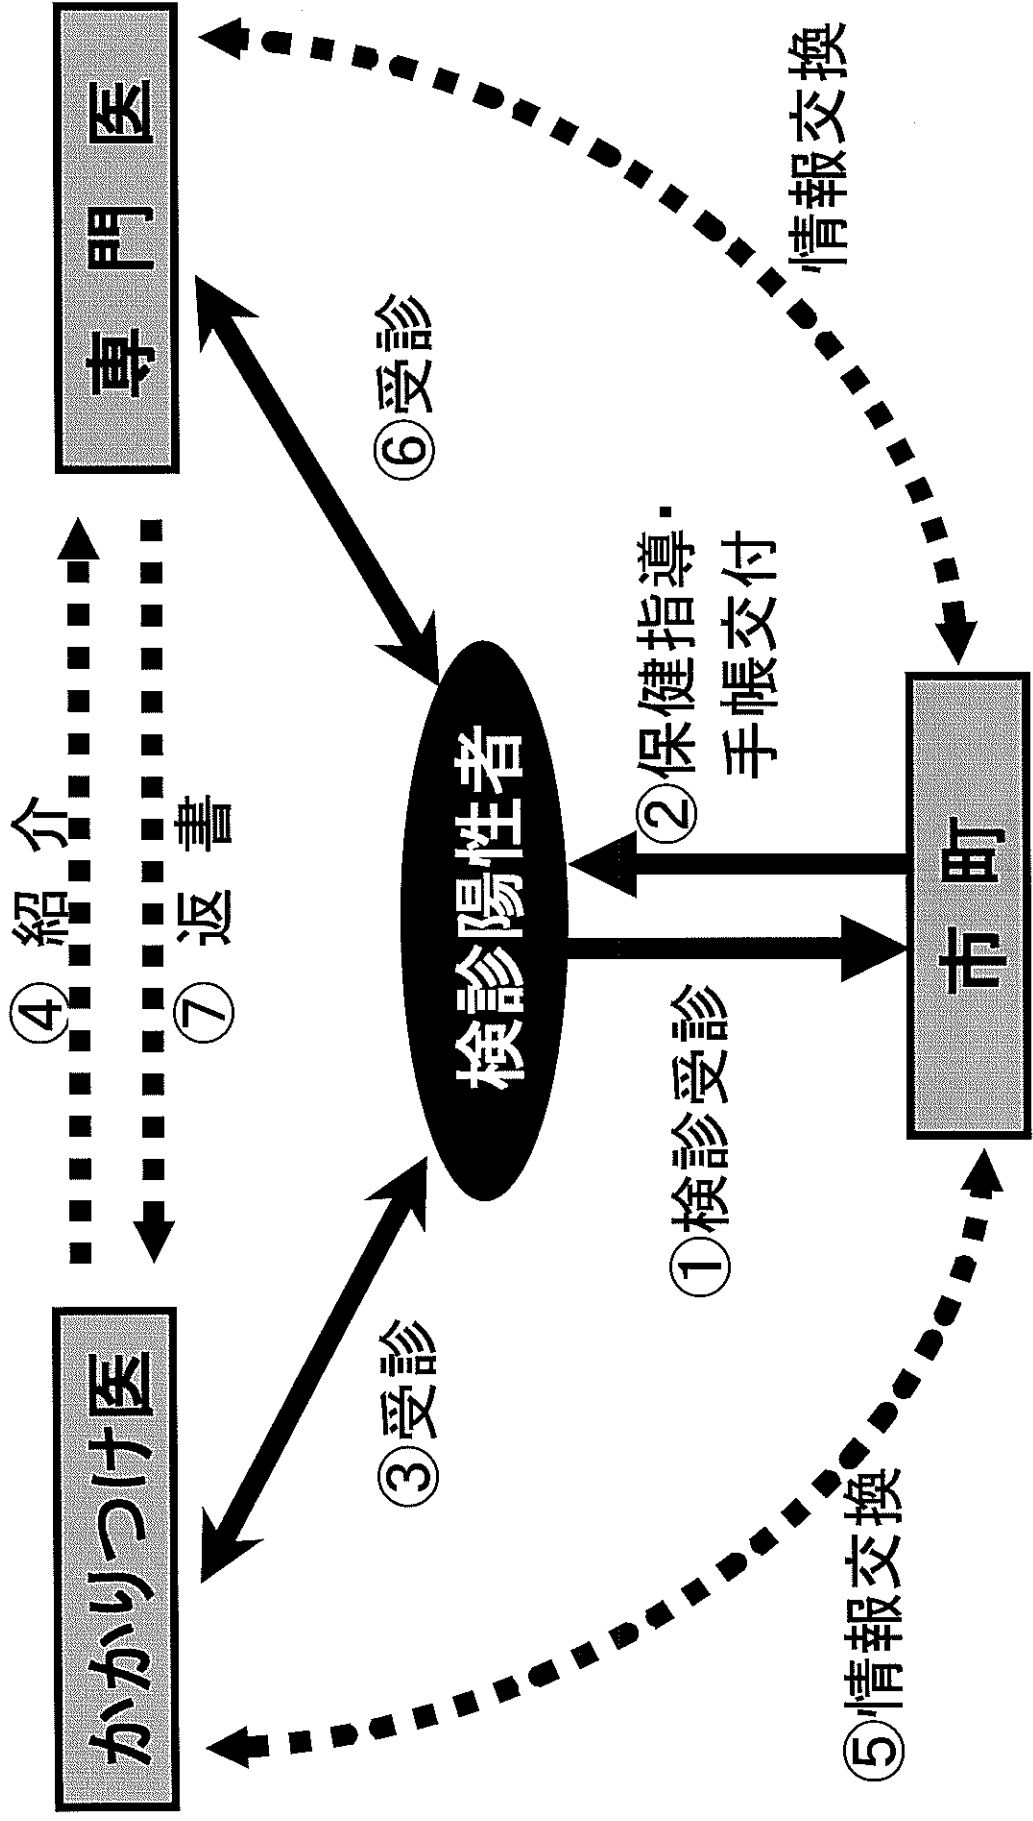 ④紹　介
かかりつけ医
専　門　医
⑦返　書
③受診
⑥受診
検診陽性者
①検診受診
②保健指導・
手帳交付
⑤情報交換
情報交換
市　町